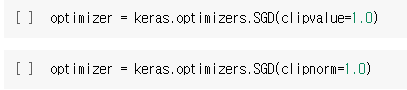 [ ] optimizer = keras.optimizers.SGD(clipvalue=1.0)
[ ] optimizer = keras.optimizers.SGD(clipnorm=1.0)